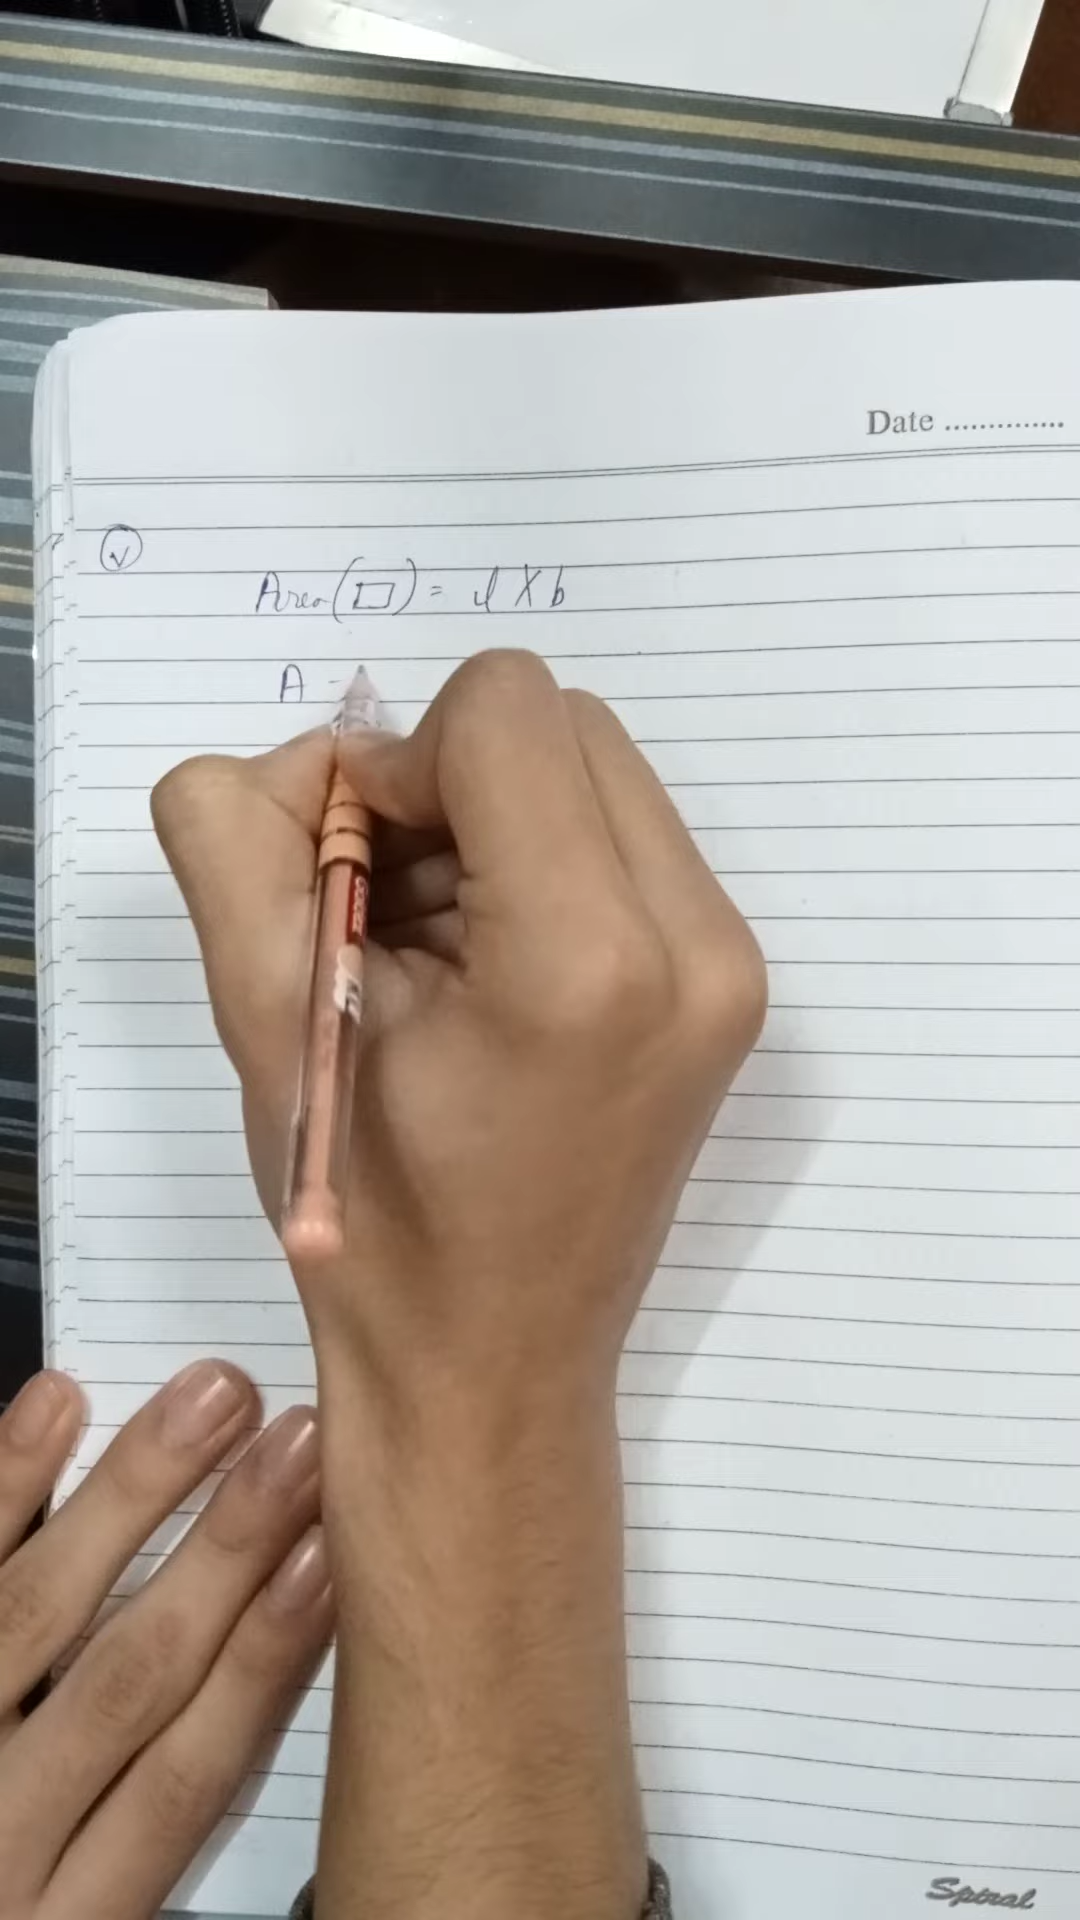 Date ..............
v
Area (▭) = l X b
A -
Spiral